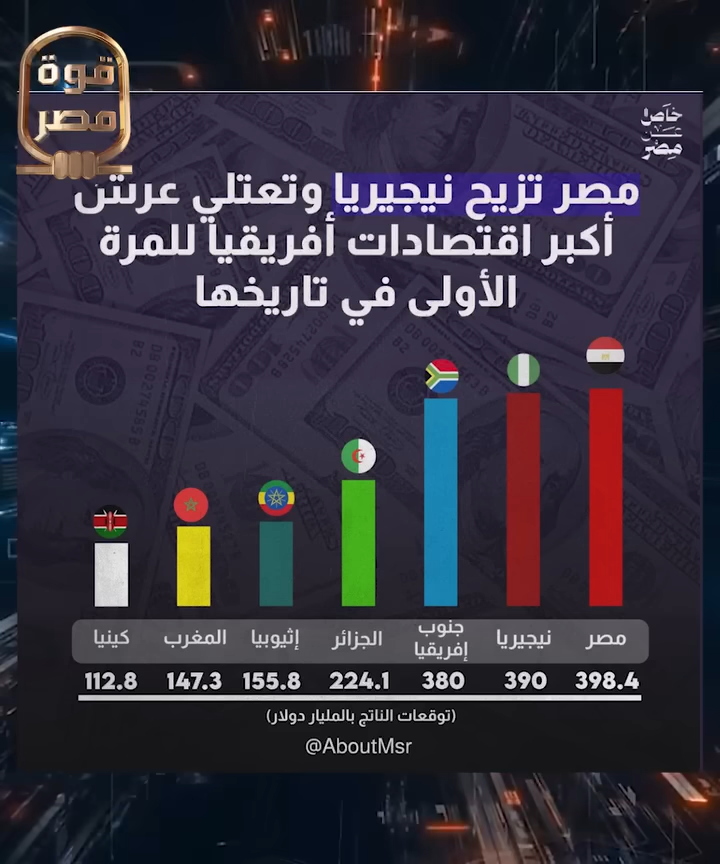 قوة
مصر
خاص
عن
مصر
مصر تزيح نيجيريا وتعتلي عرش
أكبر اقتصادات أفريقيا للمرة
الأولى في تاريخها
مصر نيجيريا جنوب إفريقيا الجزائر إثيوبيا المغرب كينيا
398.4 390 380 224.1 155.8 147.3 112.8
(توقعات الناتج بالمليار دولار)
@AboutMsr